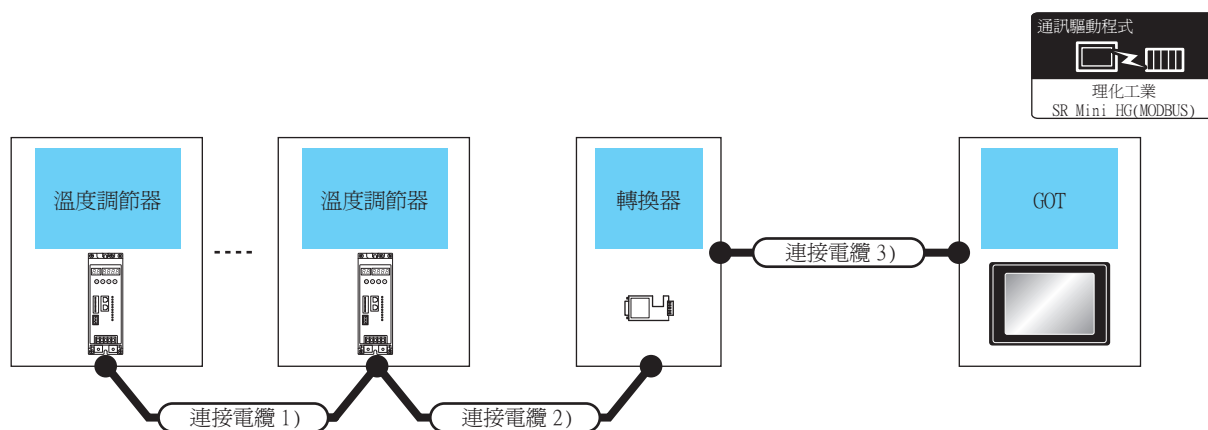 通訊驅動程式
理化工業
SR Mini HG(MODBUS)
溫度調節器
溫度調節器
轉換器
GOT
連接電纜 3)
連接電纜 1)
連接電纜 2)